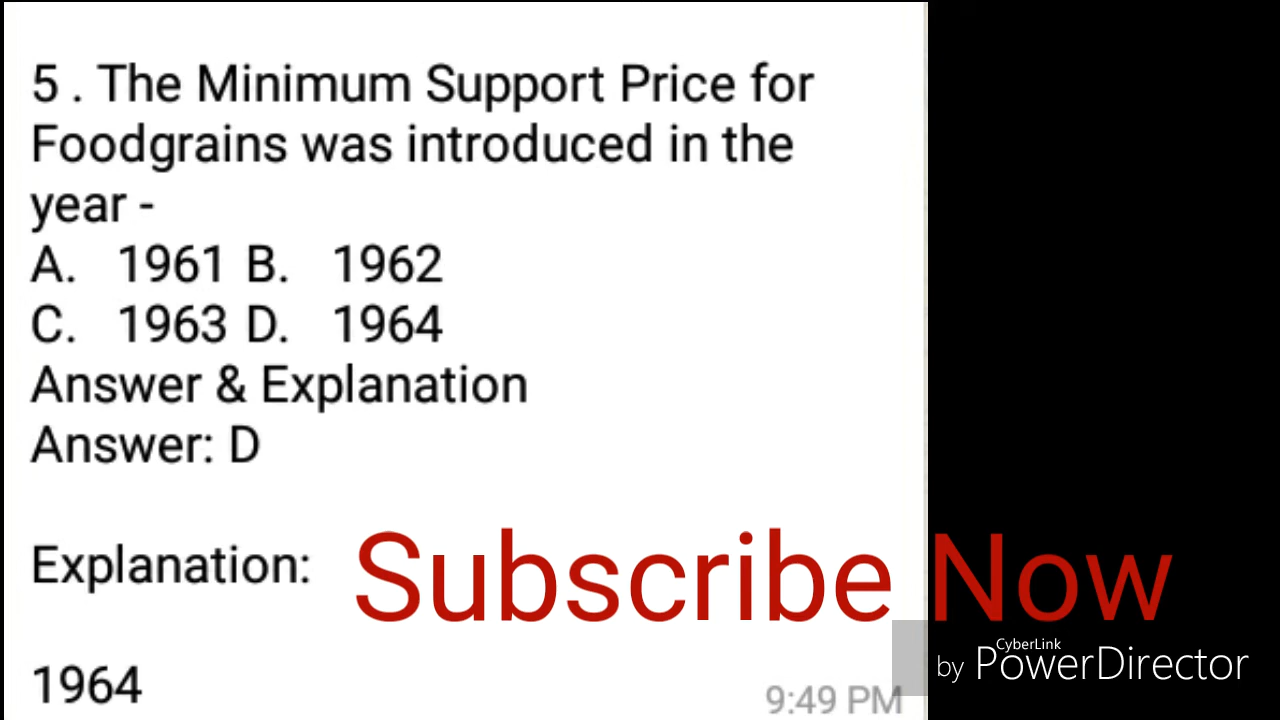 5 . The Minimum Support Price for
Foodgrains was introduced in the
year -
A. 1961 B. 1962
C. 1963 D. 1964
Answer & Explanation
Answer: D
Explanation:
Subscribe Now
CyberLink
by PowerDirector
1964
9:49 PM